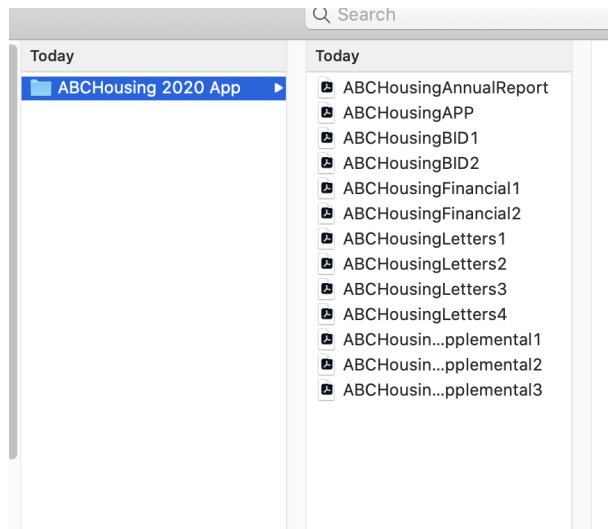 Search
Today
ABCHousing 2020 App
Today
ABCHousingAnnualReport
ABCHousingAPP
ABCHousingBID1
ABCHousingBID2
ABCHousingFinancial1
ABCHousingFinancial2
ABCHousingLetters1
ABCHousingLetters2
ABCHousingLetters3
ABCHousingLetters4
ABCHousin...pplemental1
ABCHousin...pplemental2
ABCHousin...pplemental3